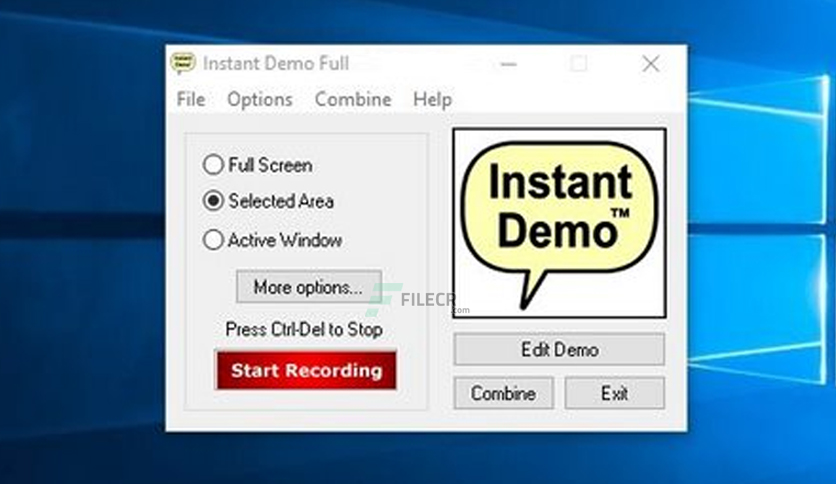 Instant Demo Full
File Options Combine Help
Full Screen
Selected Area
Active Window
More options...
Press Ctrl-Del to Stop
Start Recording
Instant
Demo™
Edit Demo
Combine Exit
FILECR
.com